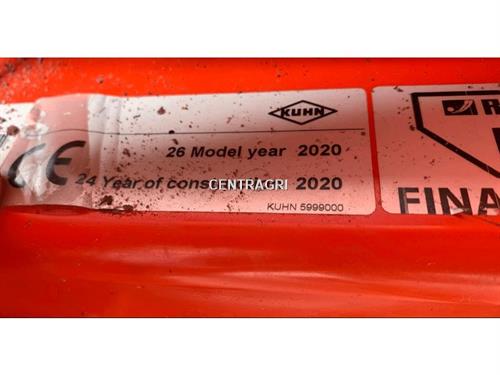 KUHN
CE
26 Model year 2020
24 Year of cons
CENTRAGRI
2020
KUHN 5999000
R
FINA